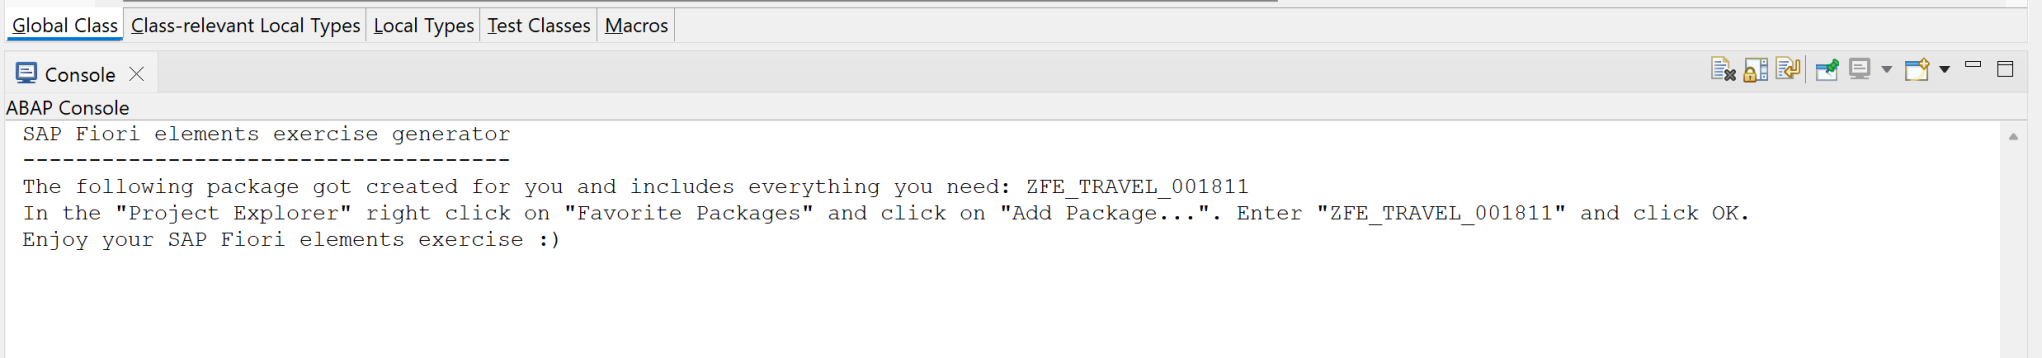 Global Class Class-relevant Local Types Local Types Test Classes Macros
Console
ABAP Console
SAP Fiori elements exercise generator
-------------------------------------
The following package got created for you and includes everything you need: ZFE_TRAVEL_001811
In the "Project Explorer" right click on "Favorite Packages" and click on "Add Package...". Enter "ZFE_TRAVEL_001811" and click OK.
Enjoy your SAP Fiori elements exercise :)